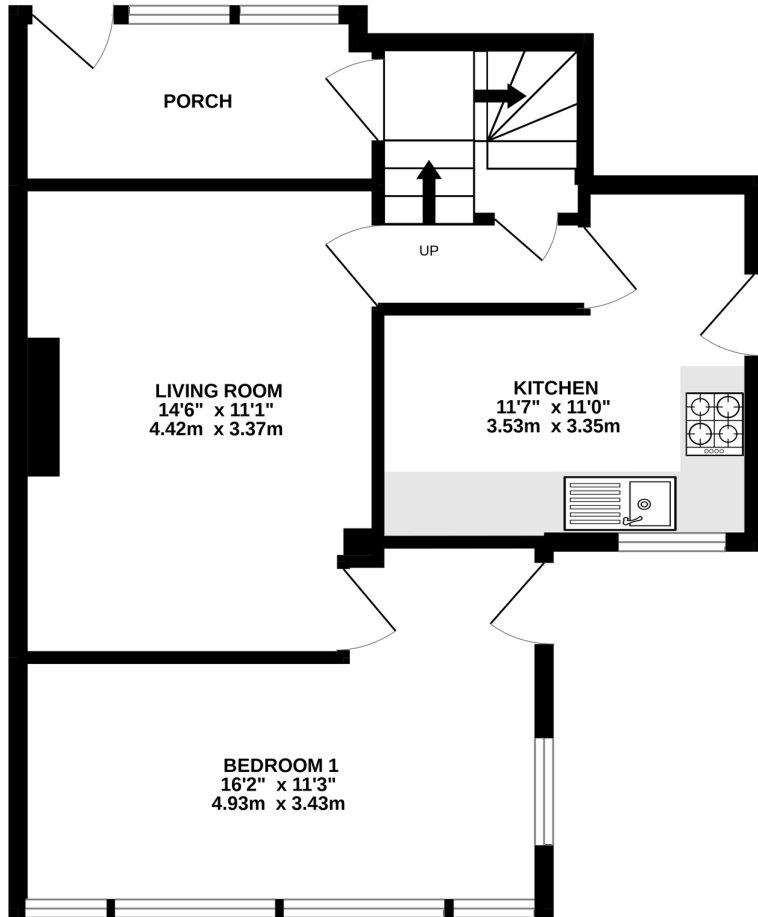 PORCH
UP
LIVING ROOM
14'6" x 11'1"
4.42m x 3.37m
KITCHEN
11'7" x 11'0"
3.53m x 3.35m
BEDROOM 1
16'2" x 11'3"
4.93m x 3.43m